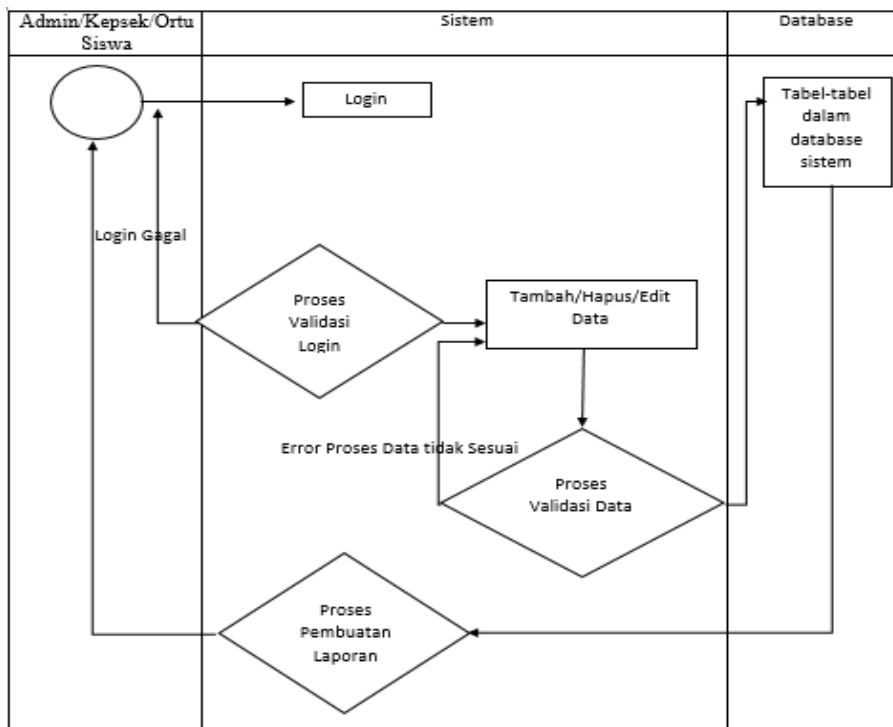 Admin/Kepsek/Ortu
Siswa
Sistem
Database
Login
Tabel-tabel
dalam
database
sistem
Login Gagal
Proses
Validasi
Login
Tambah/Hapus/Edit
Data
Error Proses Data tidak Sesuai
Proses
Validasi Data
Proses
Pembuatan
Laporan